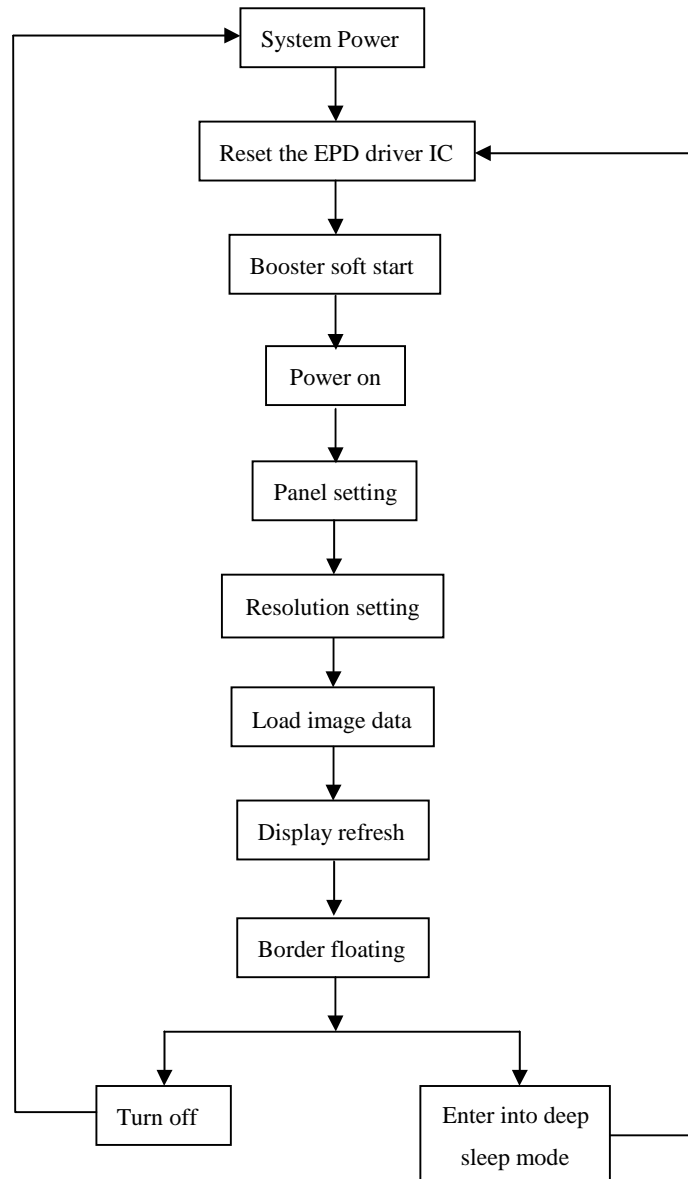 System Power
Reset the EPD driver IC
Booster soft start
Power on
Panel setting
Resolution setting
Load image data
Display refresh
Border floating
Turn off
Enter into deep
sleep mode